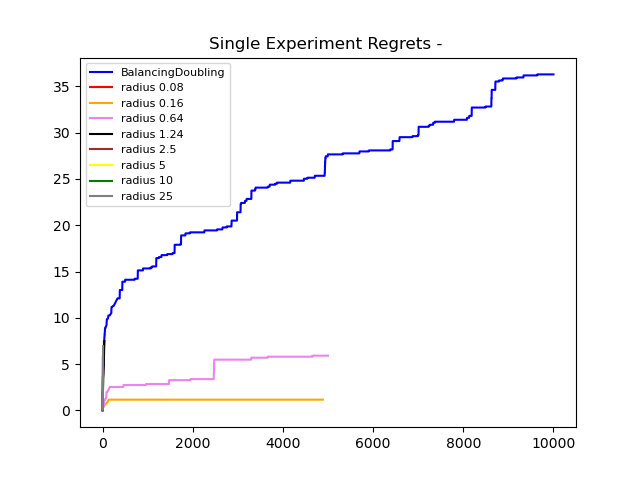 Single Experiment Regrets -
BalancingDoubling
radius 0.08
radius 0.16
radius 0.64
radius 1.24
radius 2.5
radius 5
radius 10
radius 25
35
30
25
20
15
10
5
0
0 2000 4000 6000 8000 10000